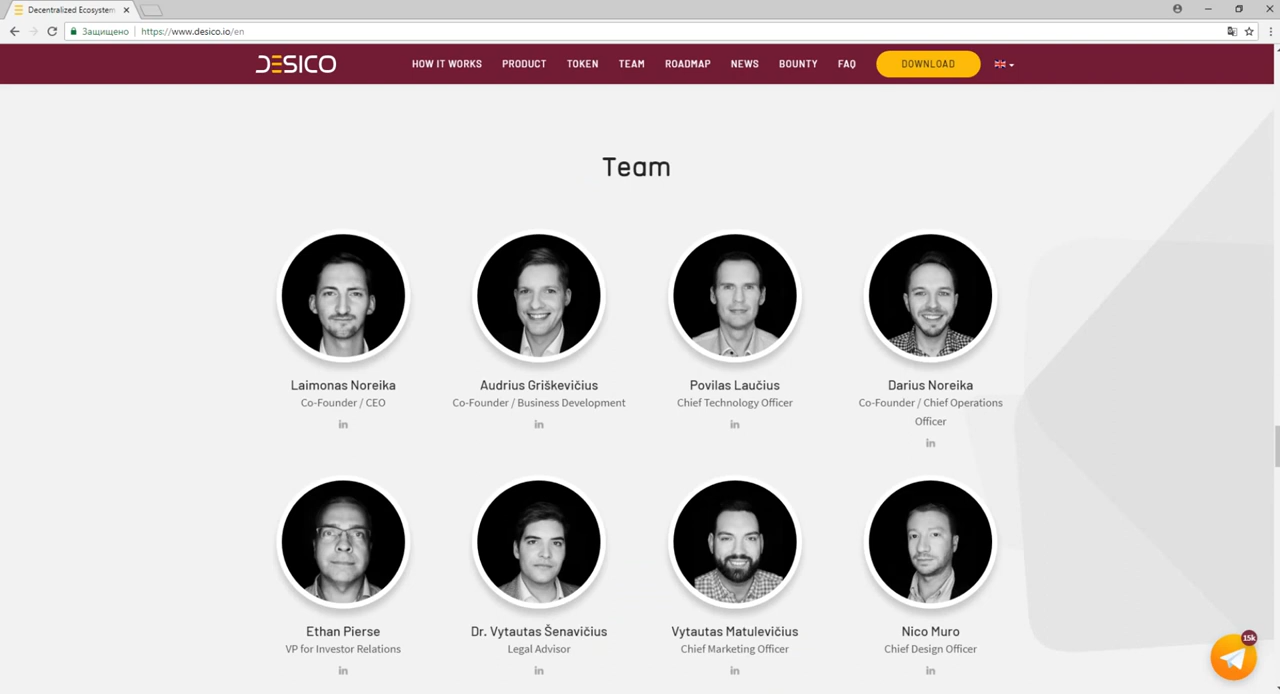 Decentralized Ecosystem
Защищено
https://www.desico.io/en
DESICO
HOW IT WORKS
PRODUCT
TOKEN
TEAM
ROADMAP
NEWS
BOUNTY
FAQ
DOWNLOAD
Team
Laimonas Noreika
Co-Founder / CEO
in
Audrius Griškevičius
Co-Founder / Business Development
in
Povilas Laučius
Chief Technology Officer
in
Darius Noreika
Co-Founder / Chief Operations
Officer
in
Ethan Pierse
VP for Investor Relations
in
Dr. Vytautas Šenavičius
Legal Advisor
in
Vytautas Matulevičius
Chief Marketing Officer
in
Nico Muro
Chief Design Officer
in
15k